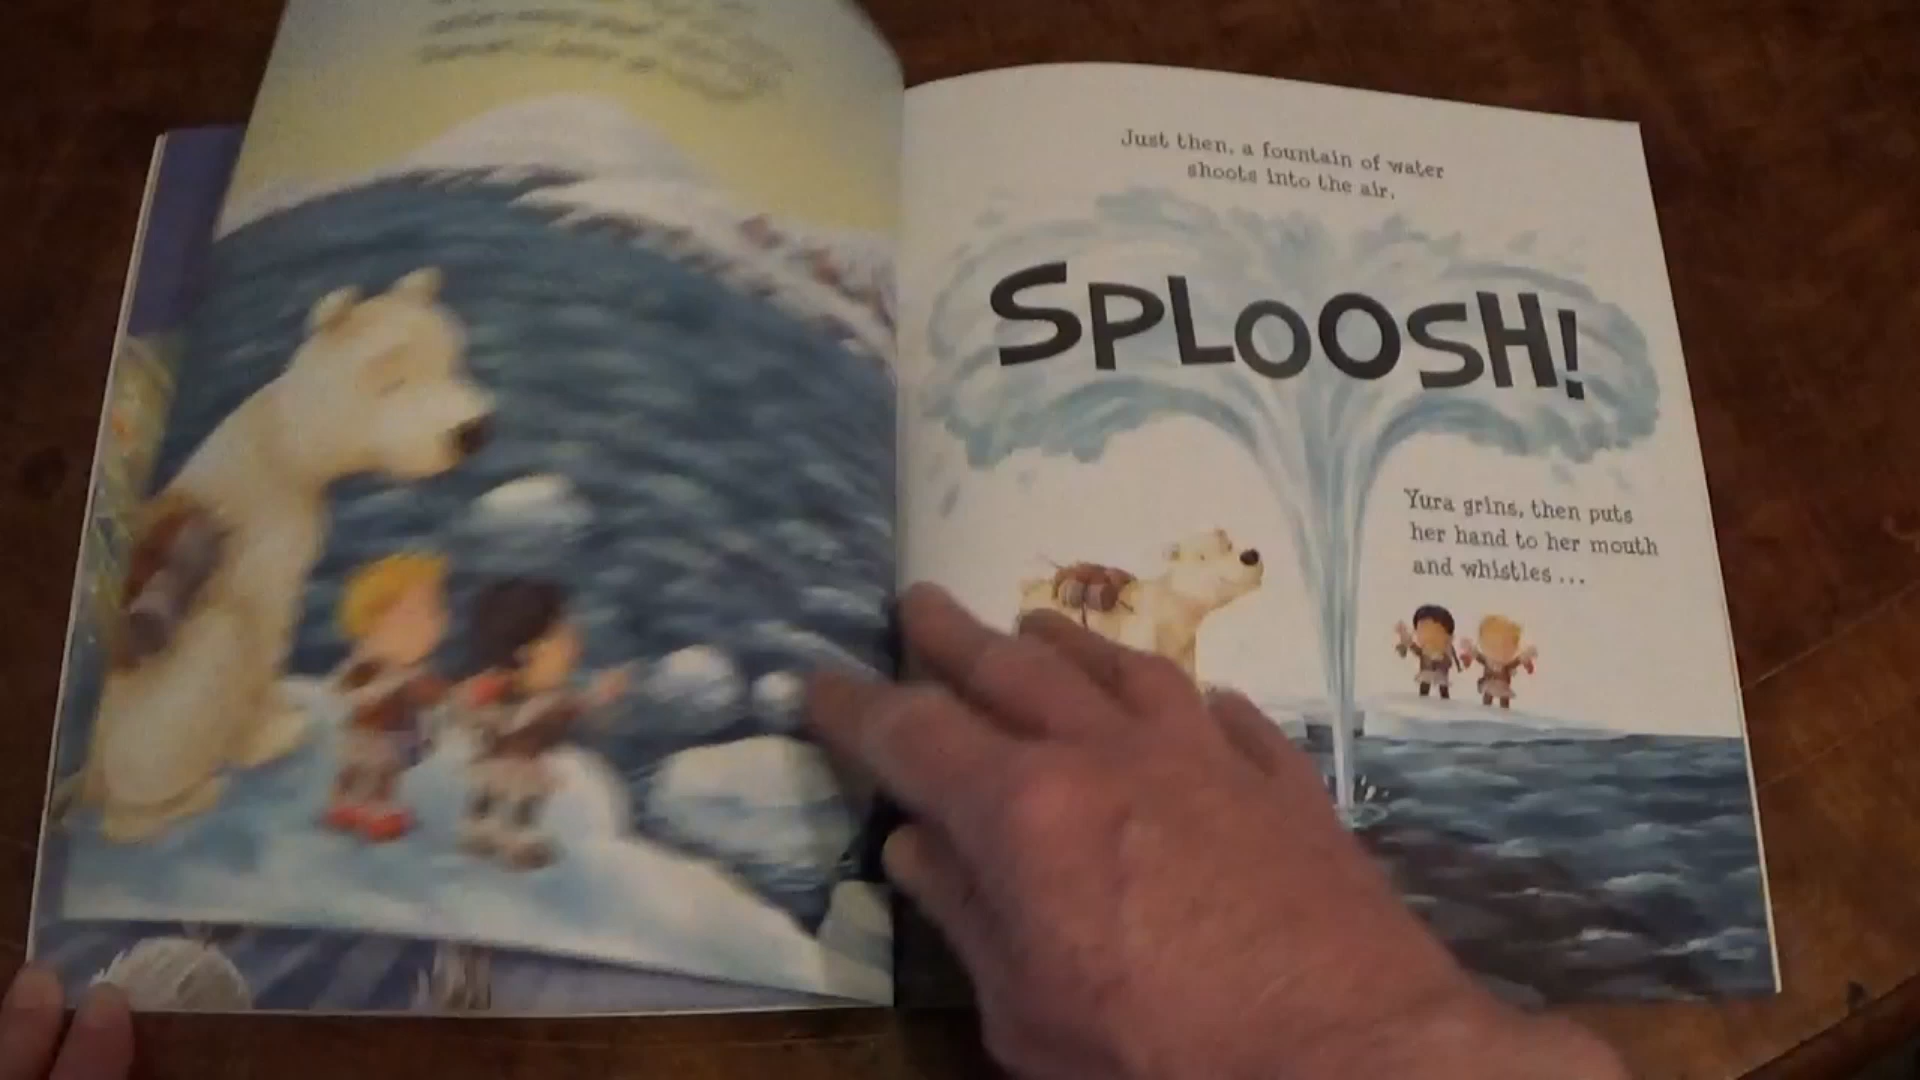 Just then, a fountain of water
shoots into the air.
SPLOOSH!
Yura grins, then puts
her hand to her mouth
and whistles ...